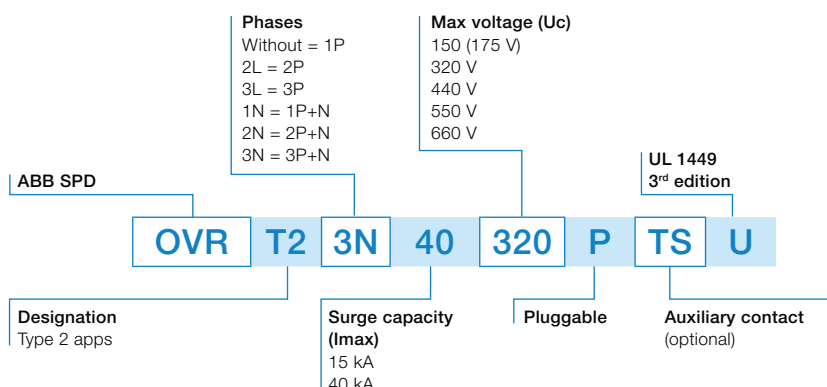 Phases
Without = 1P
2L = 2P
3L = 3P
1N = 1P+N
2N = 2P+N
3N = 3P+N
Max voltage (Uc)
150 (175 V)
320 V
440 V
550 V
660 V
ABB SPD
UL 1449
3rd edition
OVR T2 3N 40 320 P TS U
Designation
Type 2 apps
Surge capacity
(Imax)
15 kA
40 kA
Pluggable
Auxiliary contact
(optional)